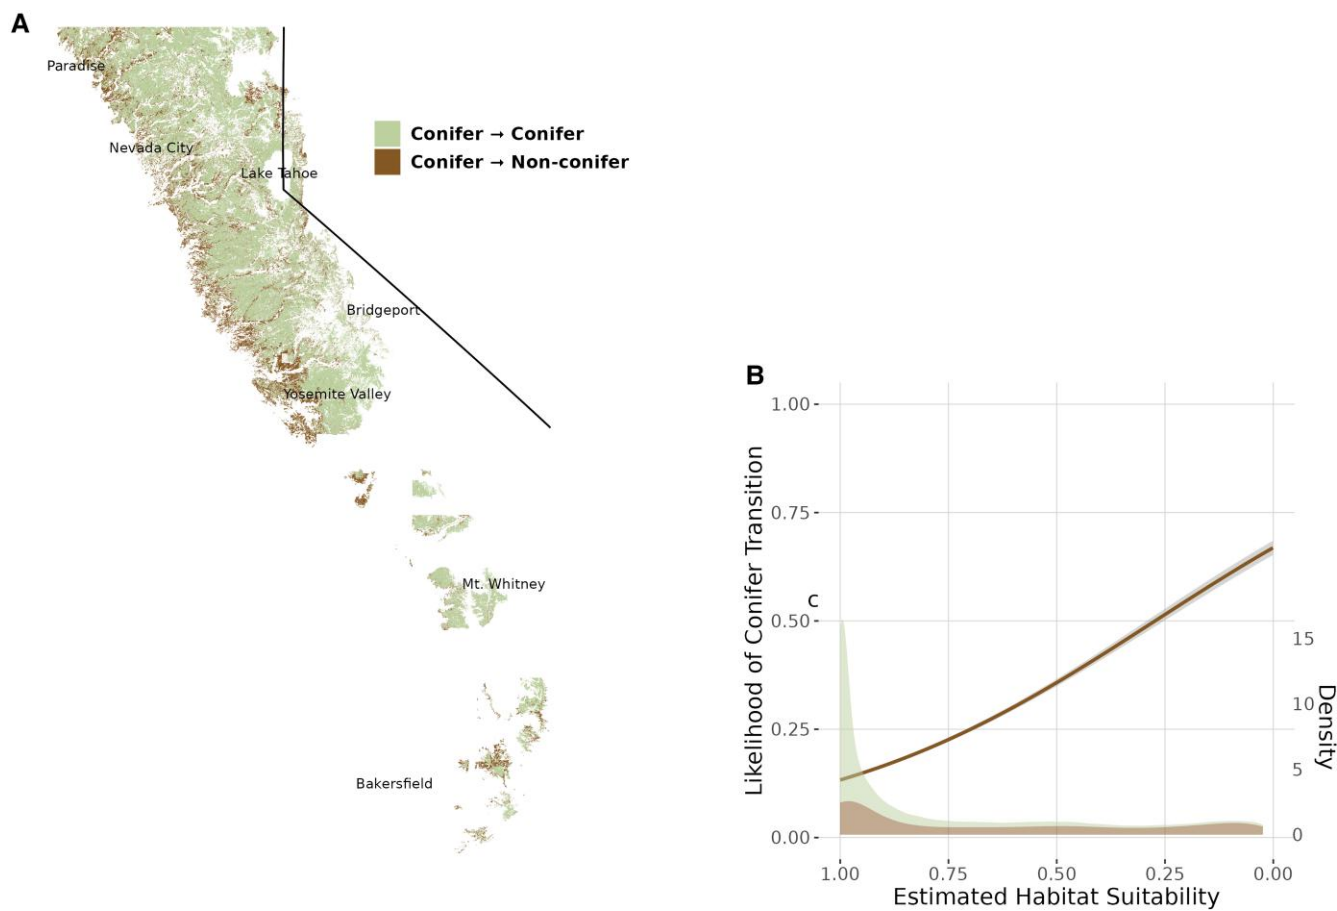 A
Paradise
Nevada City
Lake Tahoe
Conifer → Conifer
Conifer → Non-conifer
Bridgeport
Yosemite Valley
Mt. Whitney
Bakersfield
B
Likelihood of Conifer Transition
1.00
0.75
c
0.50
0.25
0.00
15
10
5
0
Density
1.00 0.75 0.50 0.25 0.00
Estimated Habitat Suitability